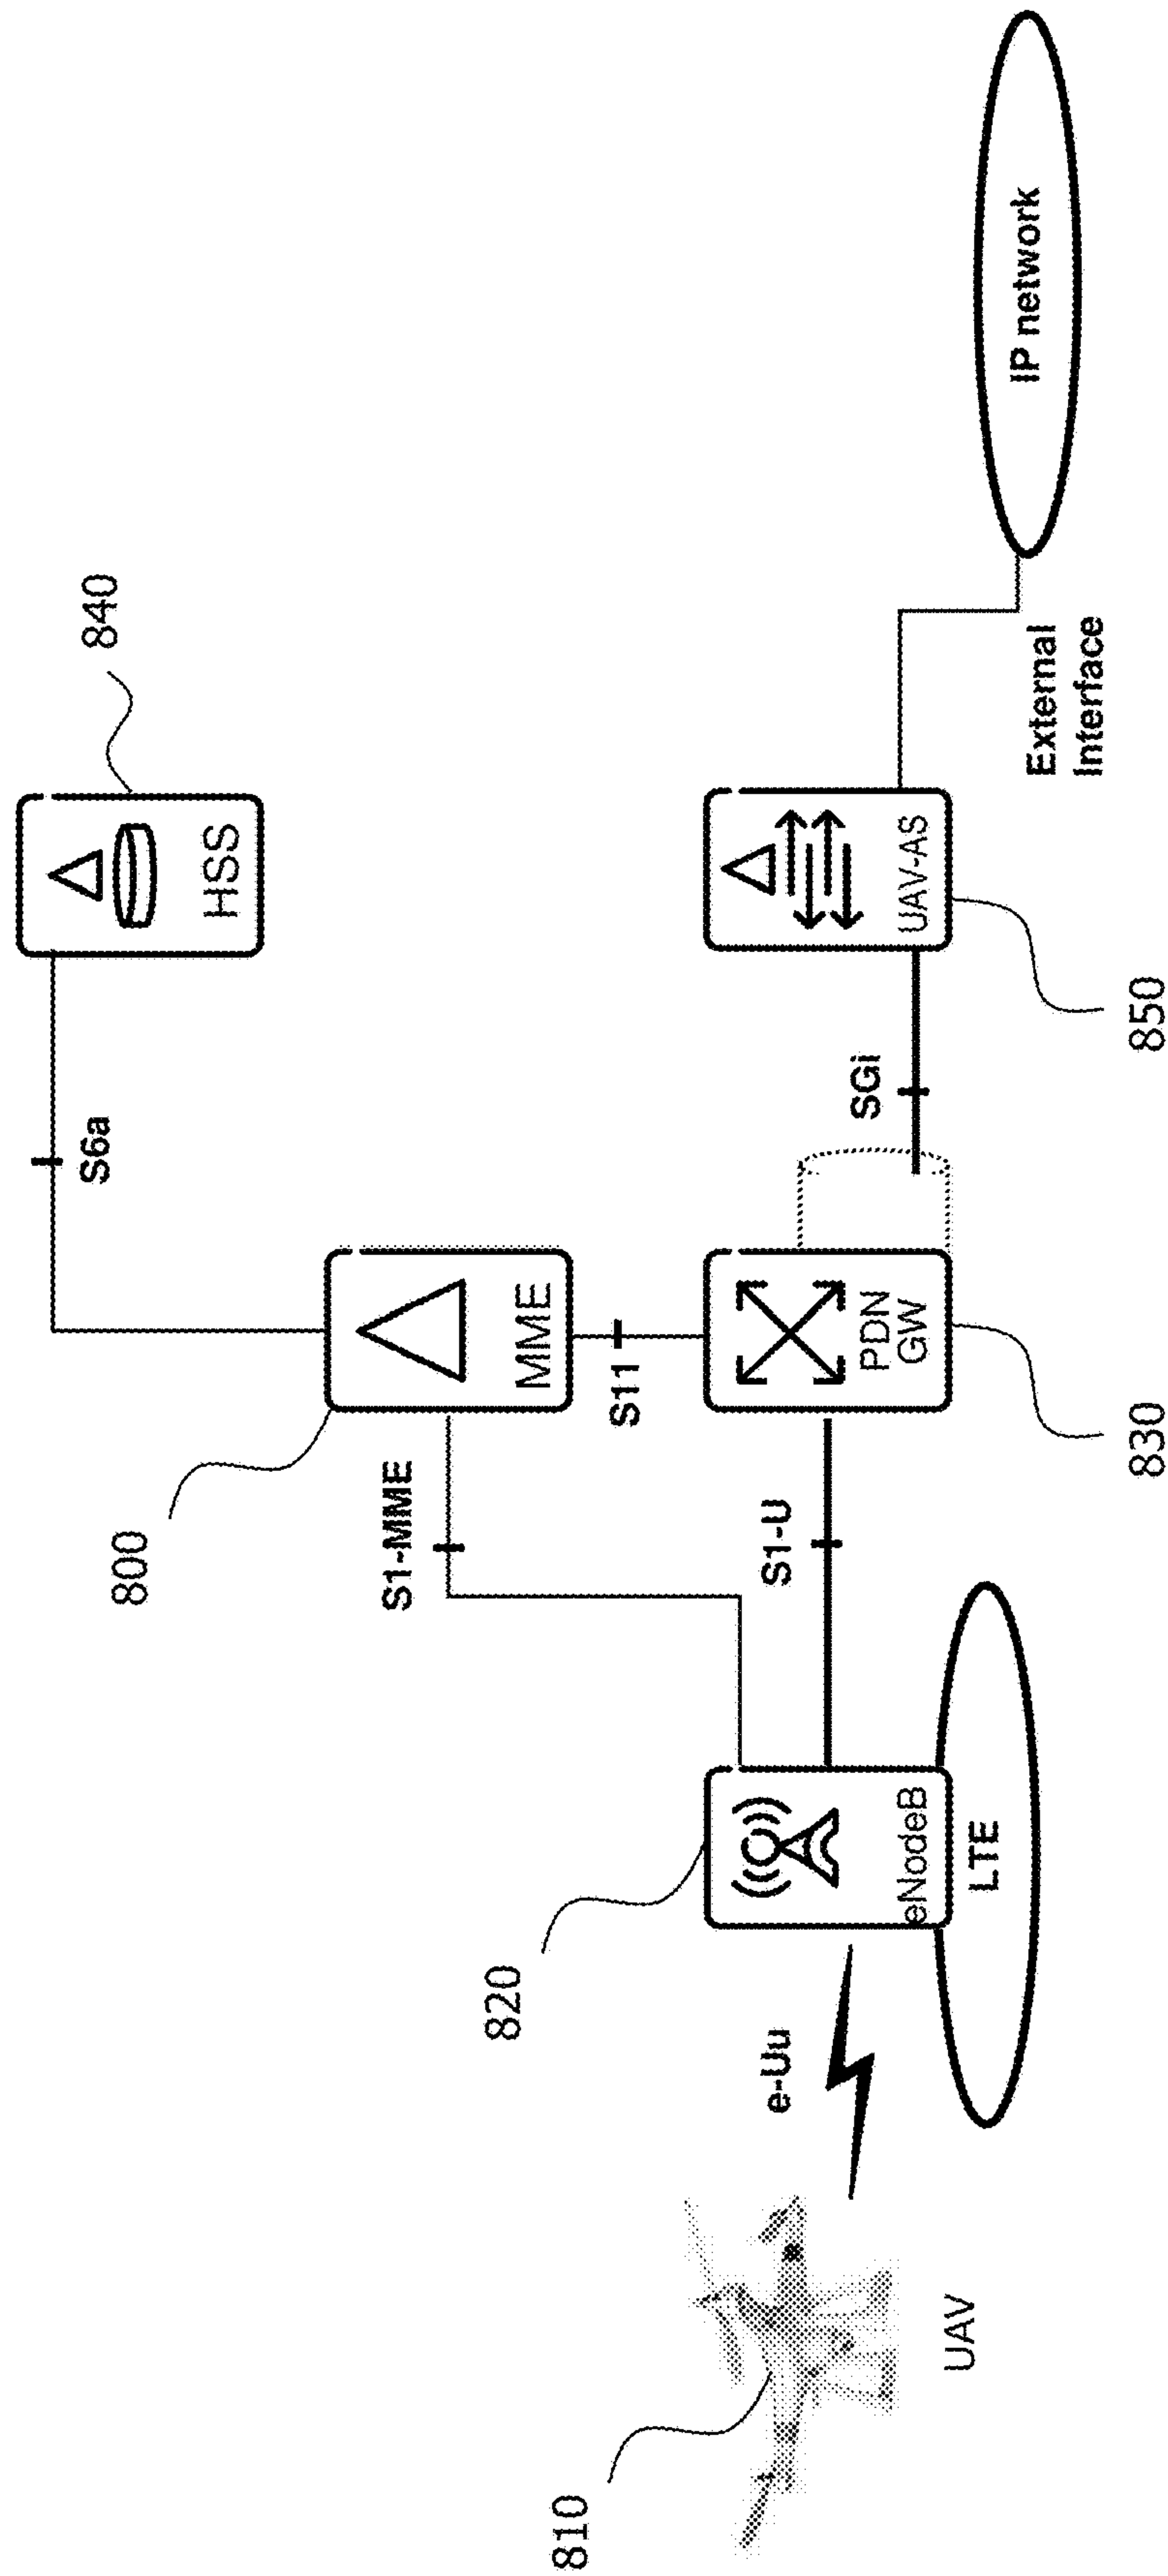 840
HSS
S6a
800
MME
S1-MME
S11
820
e-Uu
S1-U
SGi
810
UAV
eNodeB
LTE
PDN
GW
830
UAV-AS
850
External
Interface
IP network